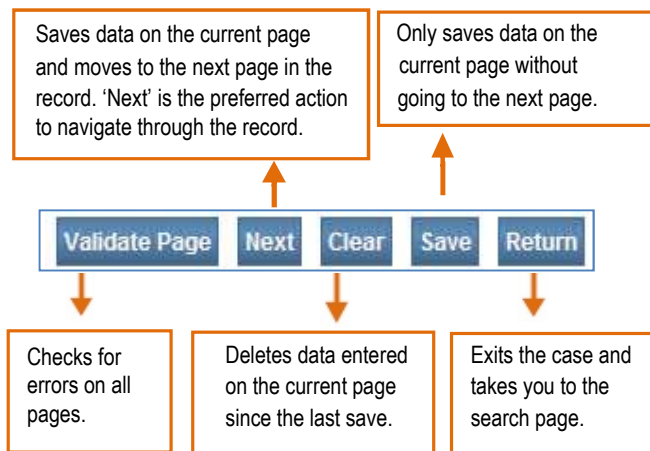 Saves data on the current page
and moves to the next page in the
record. ‘Next’ is the preferred action
to navigate through the record.
Only saves data on the
current page without
going to the next page.
Validate Page Next Clear Save Return
Checks for
errors on all
pages.
Deletes data entered
on the current page
since the last save.
Exits the case and
takes you to the
search page.